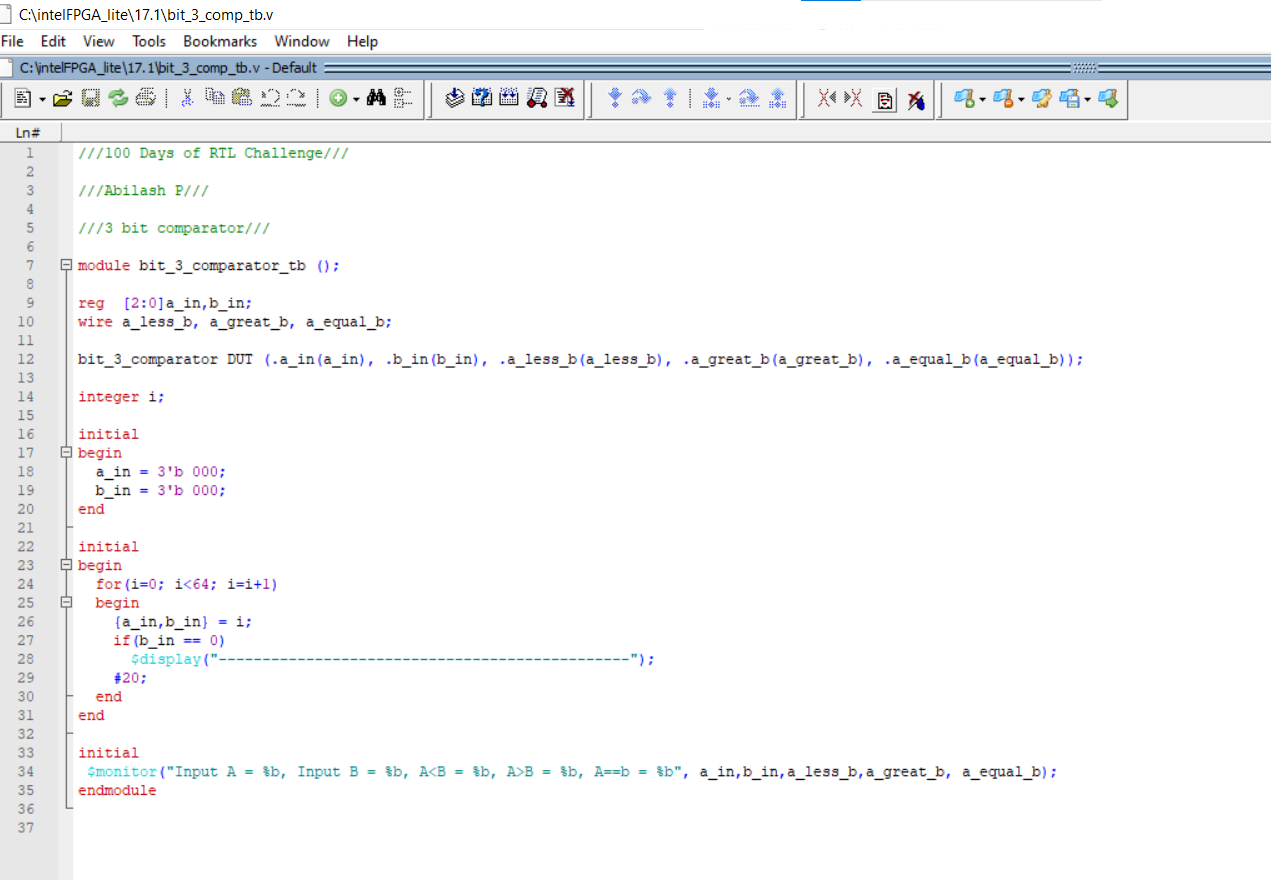 C:\intelFPGA_lite\17.1\bit_3_comp_tb.v
File Edit View Tools Bookmarks Window Help
C:\intelFPGA_lite\17.1\bit_3_comp_tb.v - Default
Ln#
1 ///100 Days of RTL Challenge///
2
3 ///Abilash P///
4
5 ///3 bit comparator///
6
7 module bit_3_comparator_tb ();
8
9 reg  [2:0]a_in,b_in;
10 wire a_less_b, a_great_b, a_equal_b;
11
12 bit_3_comparator DUT (.a_in(a_in), .b_in(b_in), .a_less_b(a_less_b), .a_great_b(a_great_b), .a_equal_b(a_equal_b));
13
14 integer i;
15
16 initial
17 begin
18   a_in = 3'b 000;
19   b_in = 3'b 000;
20 end
21
22 initial
23 begin
24   for(i=0; i<64; i=i+1)
25   begin
26     {a_in,b_in} = i;
27     if(b_in == 0)
28       $display("-----------------------------------------------");
29     #20;
30   end
31 end
32
33 initial
34  $monitor("Input A = %b, Input B = %b, A<B = %b, A>B = %b, A==b = %b", a_in,b_in,a_less_b,a_great_b, a_equal_b);
35 endmodule
36
37